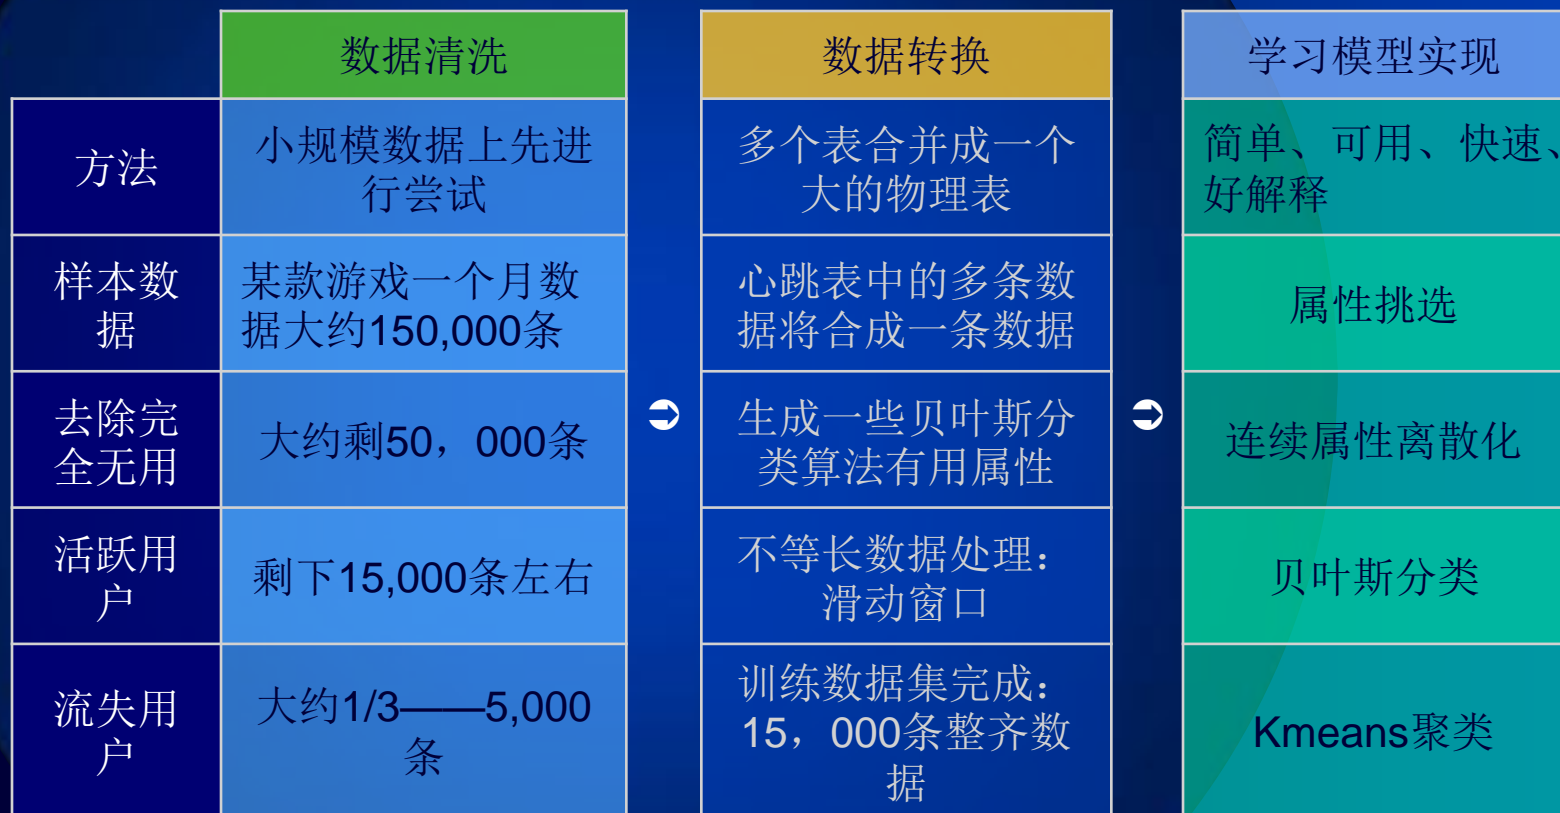 数据清洗
数据转换
学习模型实现
方法
小规模数据上先进
行尝试
多个表合并成一个
大的物理表
简单、可用、快速、
好解释
样本数
据
某款游戏一个月数
据大约150,000条
心跳表中的多条数
据将合成一条数据
属性挑选
去除完
全无用
大约剩50，000条
生成一些贝叶斯分
类算法有用属性
连续属性离散化
活跃用
户
剩下15,000条左右
不等长数据处理：
滑动窗口
贝叶斯分类
流失用
户
大约1/3——5,000
条
训练数据集完成：
15，000条整齐数
据
Kmeans聚类